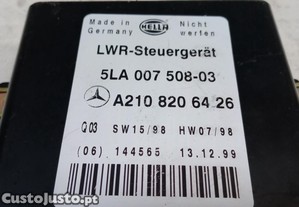 Made in
Germany
HELLA
Nicht
werfen
LWR-Steuergerät
5LA 007 508-03
A210 820 64 26
Q03 SW15/98 HW07/98
(06) 144565 13.12.99
CustoJusto.pt